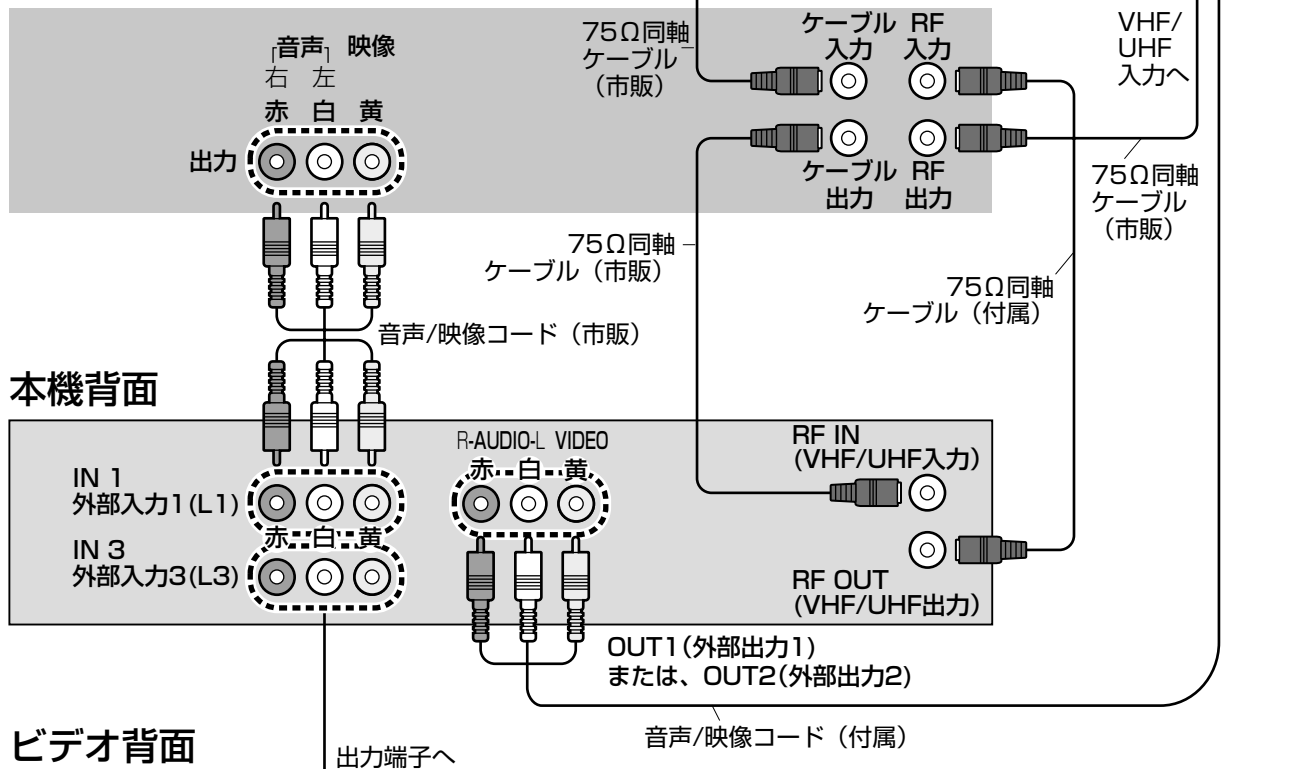 音声 映像
右 左
赤 白 黄
出力
75Ω同軸
ケーブル
（市販）
ケーブル
入力
RF
入力
VHF/
UHF
入力へ
ケーブル
出力
RF
出力
75Ω同軸
ケーブル
（市販）
75Ω同軸
ケーブル（市販）
75Ω同軸
ケーブル（付属）
音声/映像コード（市販）
本機背面
R-AUDIO-L VIDEO
赤 白 黄
RF IN
(VHF/UHF入力)
IN 1
外部入力1(L1)
赤 白 黄
IN 3
外部入力3(L3)
RF OUT
(VHF/UHF出力)
OUT1(外部出力1)
または、OUT2(外部出力2)
音声/映像コード（付属）
ビデオ背面
出力端子へ